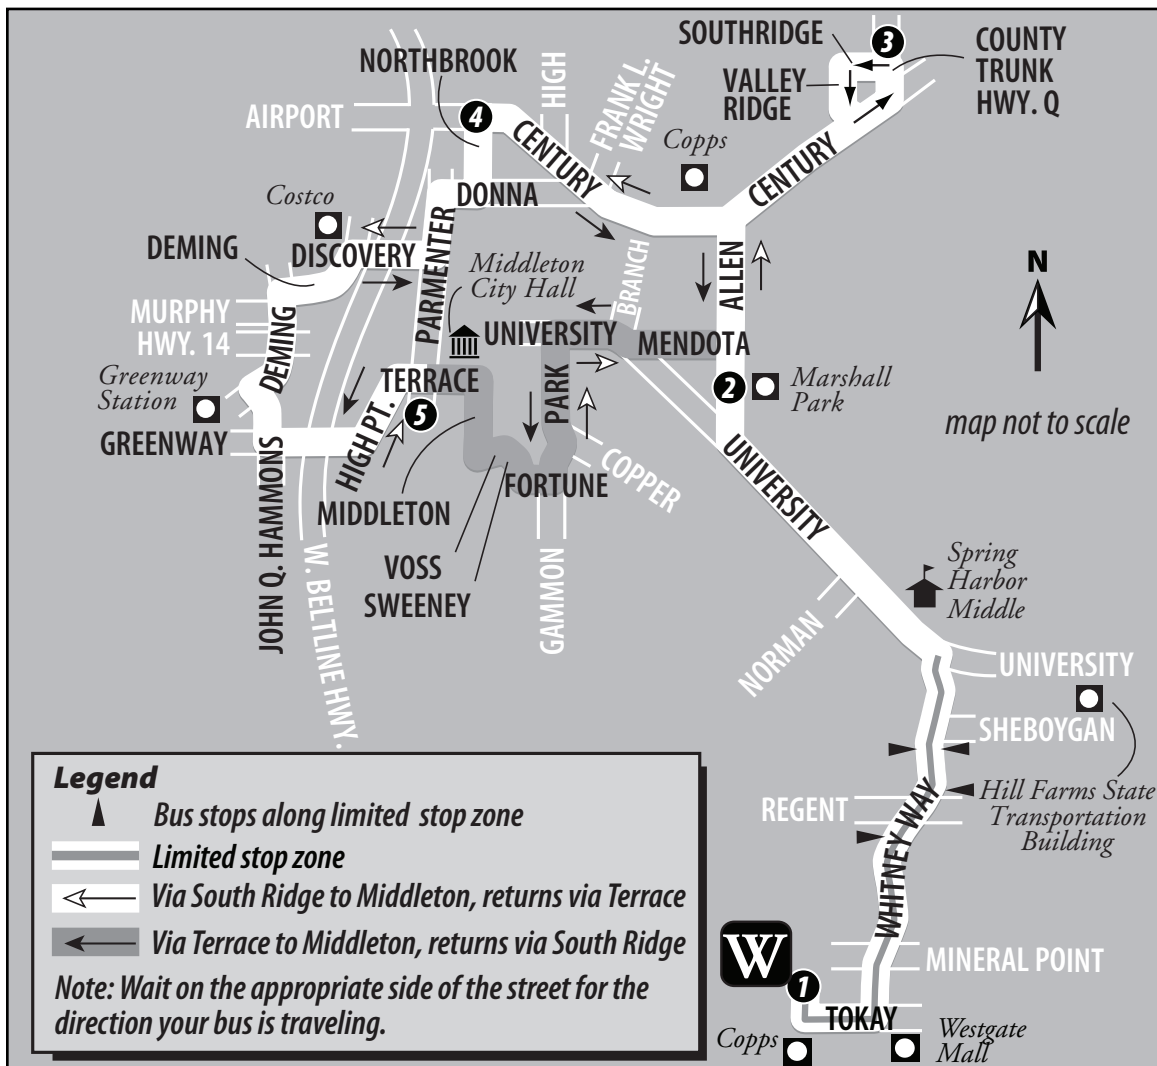 SOUTHRIDGE
3
COUNTY
TRUNK
HWY. Q
NORTHBROOK
HIGH
FRANK L.
WRIGHT
VALLEY
RIDGE
AIRPORT
4
CENTURY
Copps
CENTURY
Costco
DONNA
DEMING
DISCOVERY
PARMENTER
Middleton
City Hall
BRANCH
ALLEN
N
MURPHY
HWY. 14
DEMING
UNIVERSITY
MENDOTA
Greenway
Station
TERRACE
PARK
2
Marshall
Park
5
map not to scale
GREENWAY
HIGH PT.
COPPER
UNIVERSITY
FORTUNE
MIDDLETON
JOHN Q. HAMMONS
W. BELTLINE HWY.
VOSS
SWEENEY
GAMMON
Spring
Harbor
Middle
NORMAN
UNIVERSITY
SHEBOYGAN
REGENT
Hill Farms State
Transportation
Building
WHITNEY WAY
W
MINERAL POINT
1
TOKAY
Copps
Westgate
Mall
Legend
Bus stops along limited stop zone
Limited stop zone
Via South Ridge to Middleton, returns via Terrace
Via Terrace to Middleton, returns via South Ridge
Note: Wait on the appropriate side of the street for the
direction your bus is traveling.